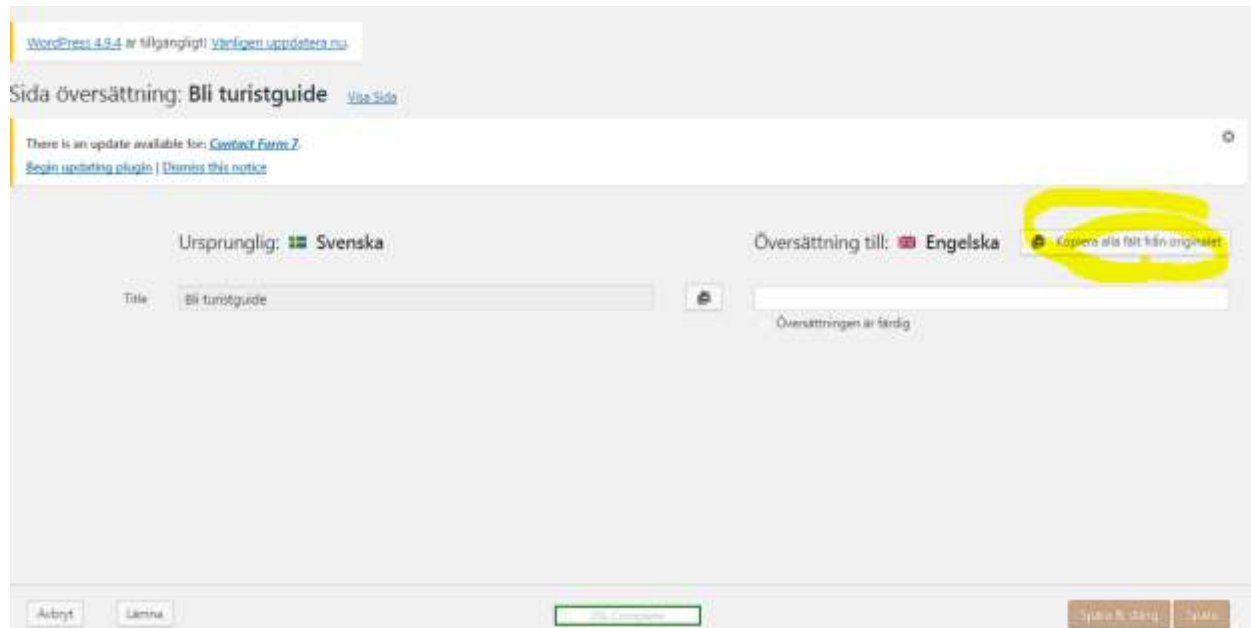 WordPress 4.9.4 är tillgängligt! Vänligen uppdatera nu.
Sida översättning: Bli turistguide Visa Sida
There is an update available for: Contact Form 7.
Begin updating plugin | Dismiss this notice
Ursprunglig: Svenska
Översättning till: Engelska
Kopiera alla fält från originalet
Title
Bli turistguide
Översättningen är färdig
Avbryt
Lämna
Complete
Spara & stäng
Spara